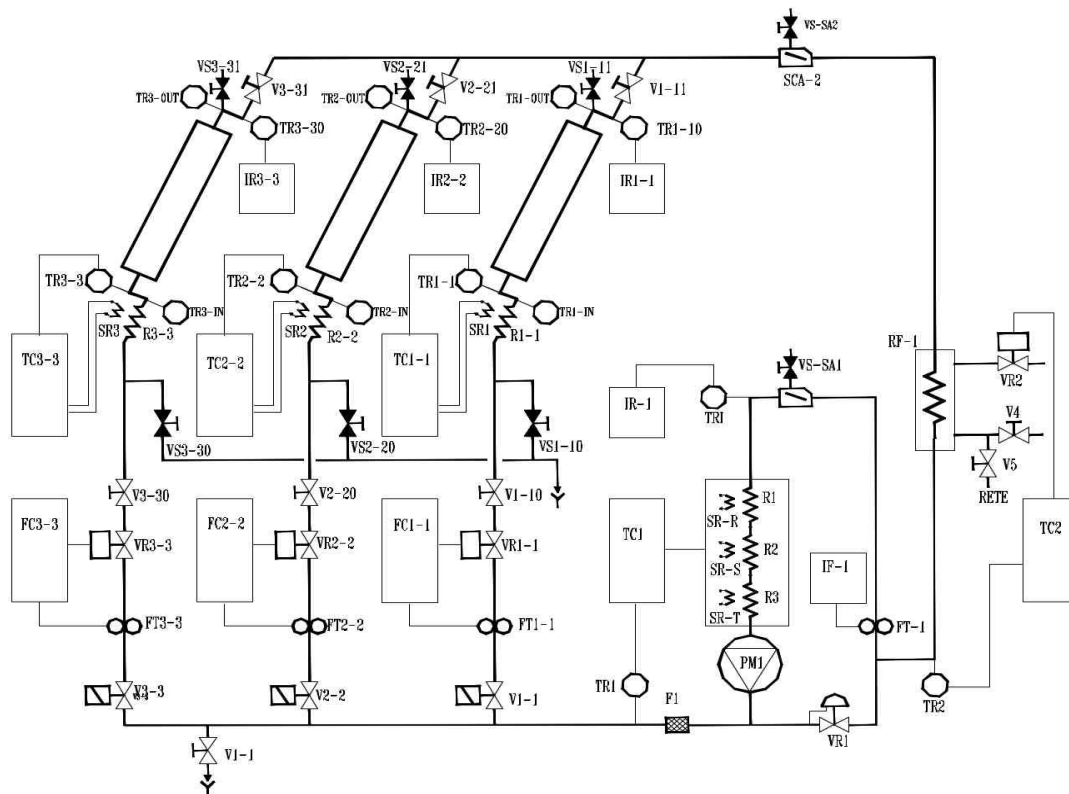 VS-SA2
SCA-2
VS3-31
V3-31
VS2-21
V2-21
VS1-11
V1-11
TR3-OUT
TR3-30
TR2-OUT
TR2-20
TR1-OUT
TR1-10
IR3-3
IR2-2
IR1-1
TR3-3
TR3-IN
TR2-2
TR2-IN
TR1-1
TR1-IN
SR3
R3-3
SR2
R2-2
SR1
R1-1
TC3-3
TC2-2
TC1-1
RF-1
VR2
VS-SA1
IR-1
TRI
V4
V5
RETE
VS3-30
VS2-20
VS1-10
V3-30
V2-20
V1-10
FC3-3
FC2-2
FC1-1
VR3-3
VR2-2
VR1-1
TC1
R1
SR-R
R2
SR-S
R3
SR-T
IF-1
TC2
FT3-3
FT2-2
FT1-1
FT-1
PM1
V3-3
V2-2
V1-1
TR1
F1
TR2
VR1
V1-1